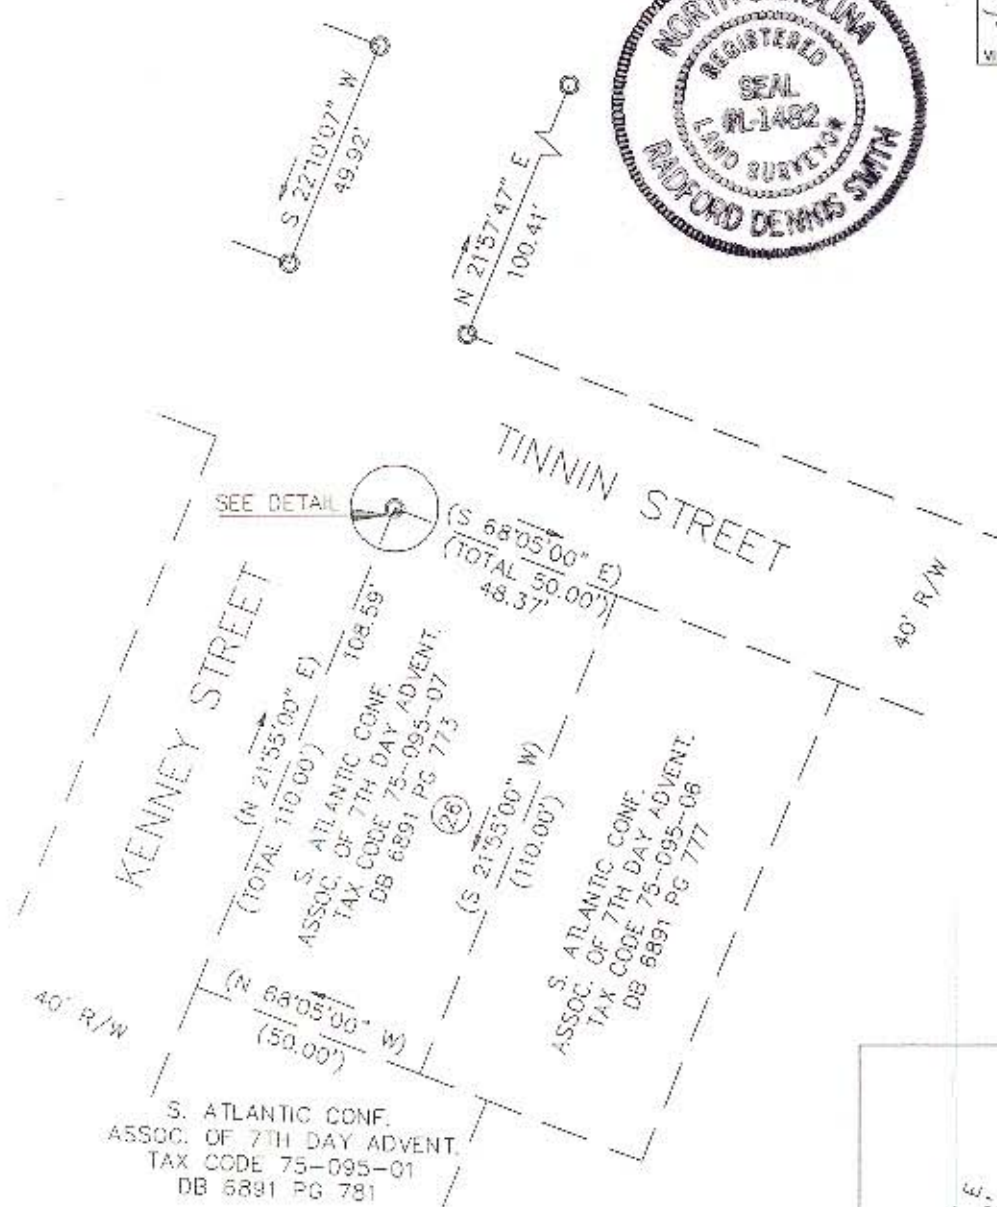 NORTH CAROLINA
REGISTERED
SEAL
LAND SURVEYOR
RADFORD DENNIS SMITH
S 22°10'07" W
49.92'
N 21°57'47" E
100.41'
TINNIN STREET
SEE DETAIL
(S 68°05'00" E)
(TOTAL 50.00')
48.37'
40' R/W
KENNEY STREET
108.59'
(N 21°55'00" E)
(TOTAL 110.00')
S. ATLANTIC CONF.
ASSOC. OF 7TH DAY ADVENT.
TAX CODE 75-095-07
DB 6891 PG 773
26
(S 21°55'00" W)
(110.00')
S. ATLANTIC CONF.
ASSOC. OF 7TH DAY ADVENT.
TAX CODE 75-095-06
DB 6891 PG 777
(N 68°05'00" W)
(50.00')
40' R/W
S. ATLANTIC CONF.
ASSOC. OF 7TH DAY ADVENT.
TAX CODE 75-095-01
DB 6891 PG 781